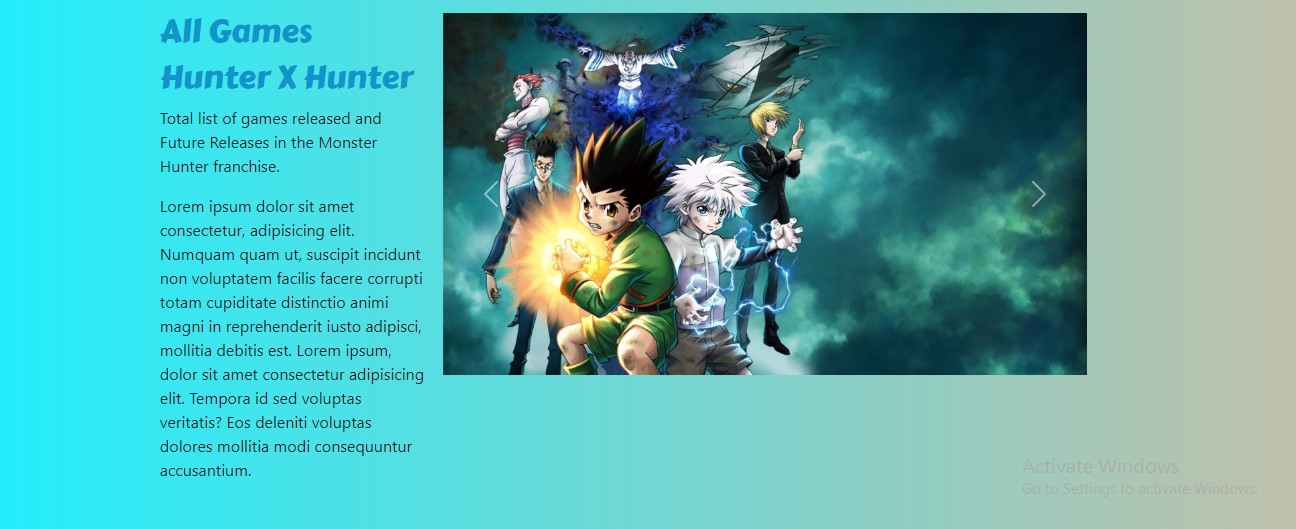 All Games
Hunter X Hunter
Total list of games released and
Future Releases in the Monster
Hunter franchise.
Lorem ipsum dolor sit amet
consectetur, adipisicing elit.
Numquam quam ut, suscipit incidunt
non voluptatem facilis facere corrupti
totam cupiditate distinctio animi
magni in reprehenderit iusto adipisci,
mollitia debitis est. Lorem ipsum,
dolor sit amet consectetur adipisicing
elit. Tempora id sed voluptas
veritatis? Eos deleniti voluptas
dolores mollitia modi consequuntur
accusantium.
Activate Windows
Go to Settings to activate Windows.